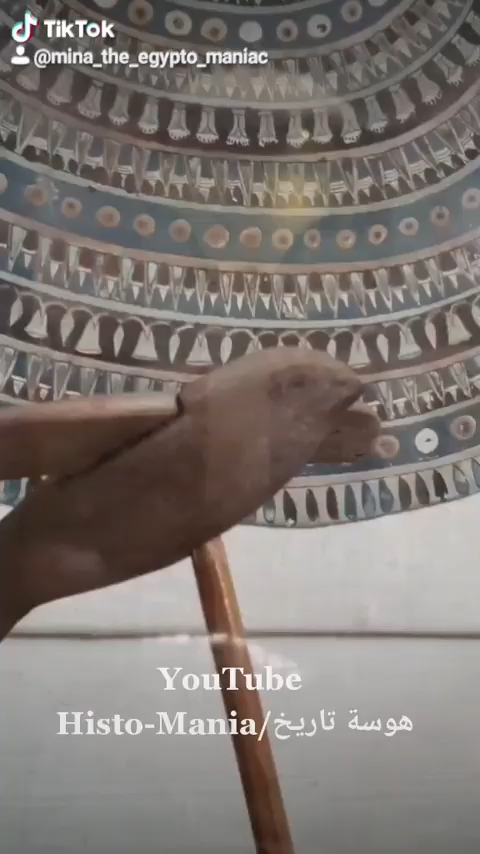 TikTok
@mina_the_egypto_maniac
YouTube
Histo-Mania/هوسة تاريخ